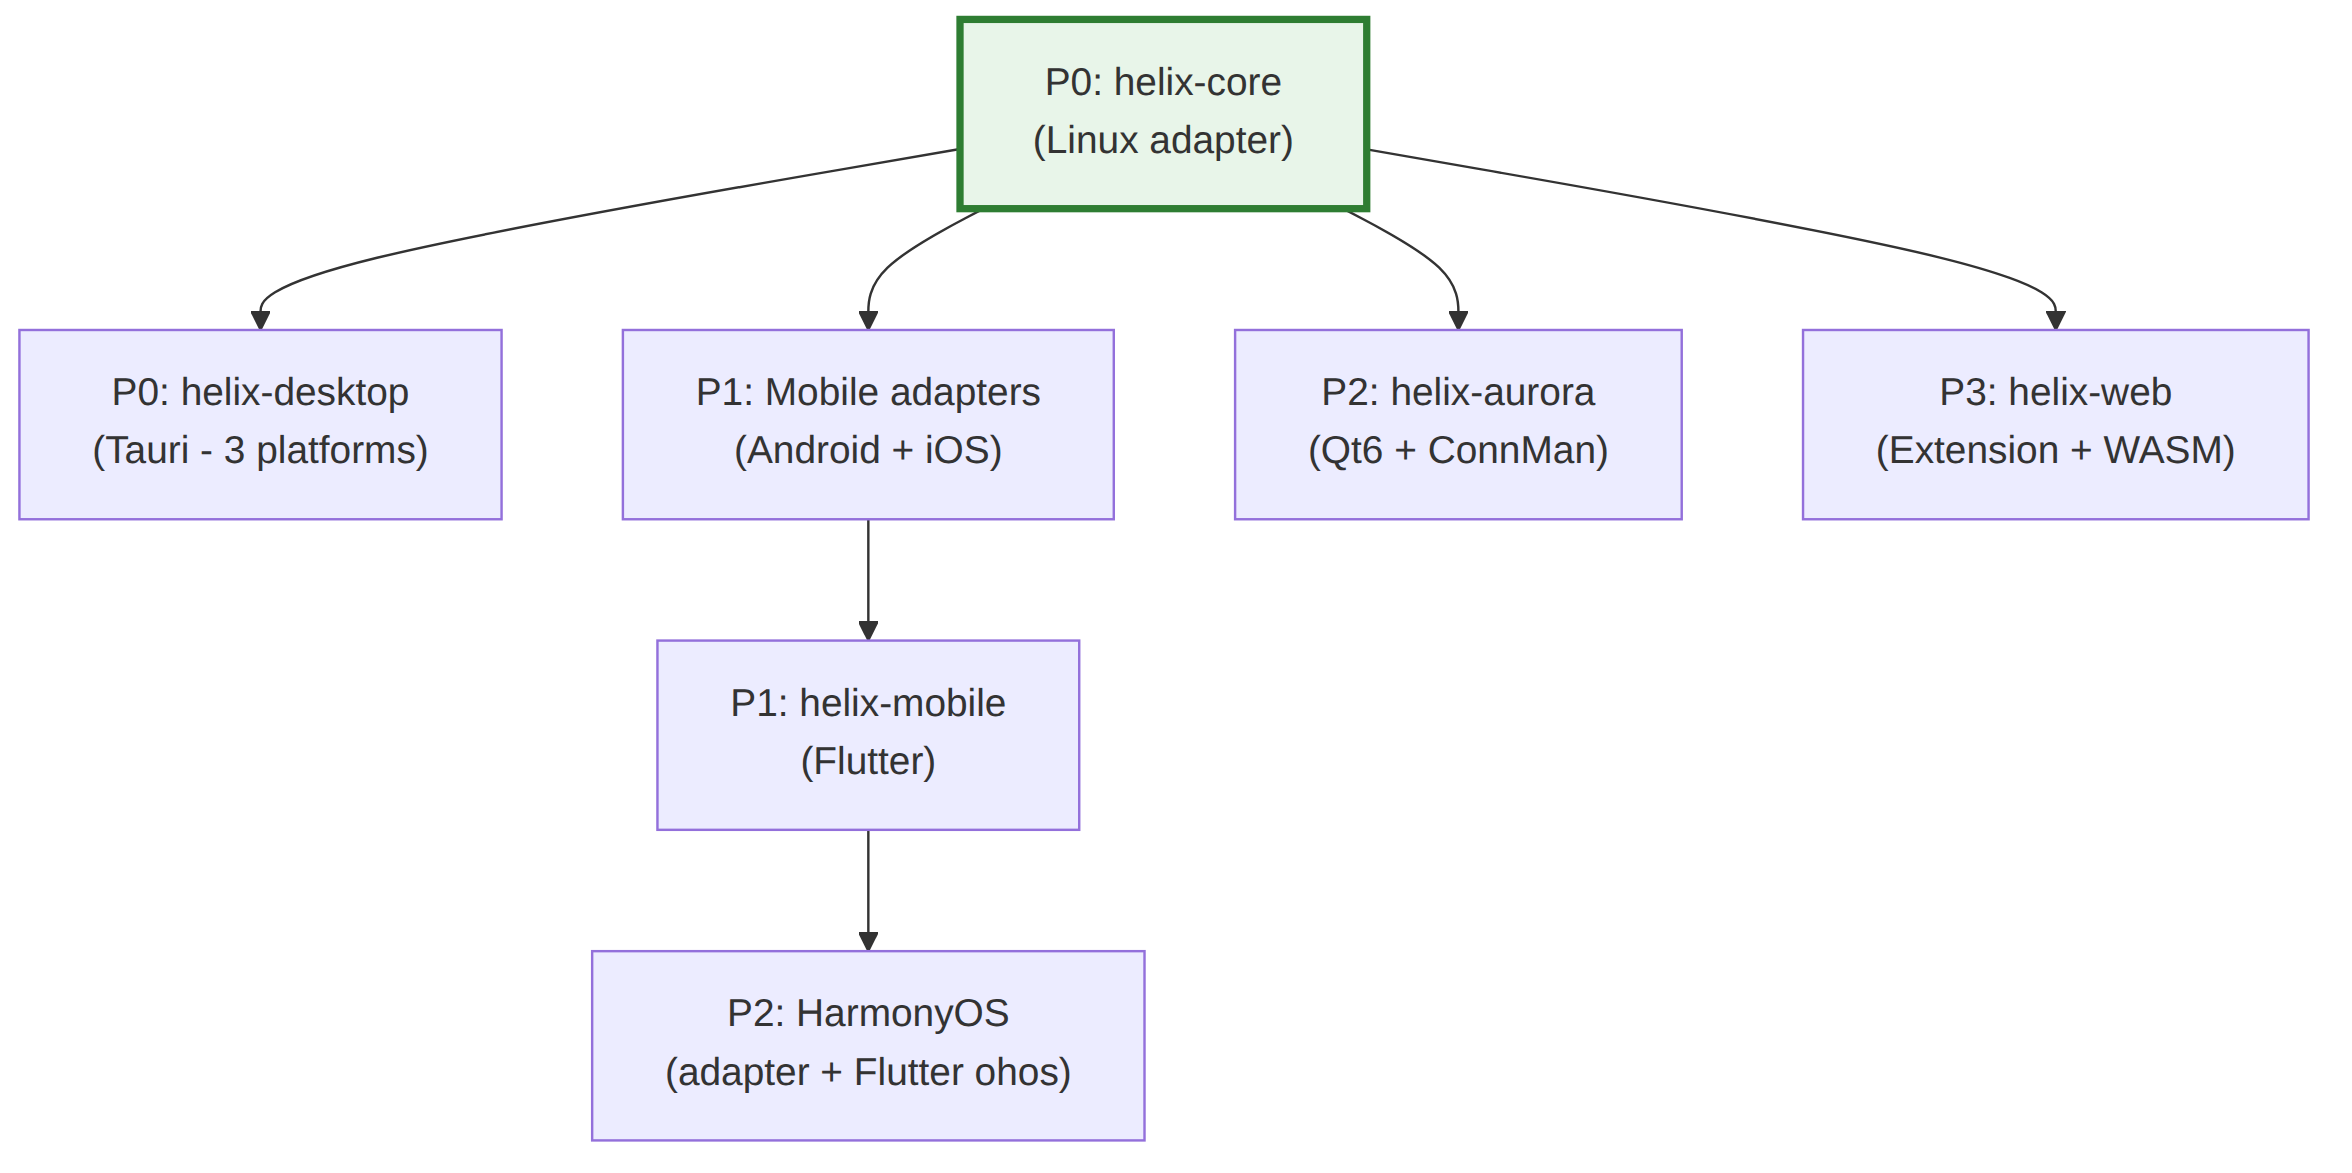 P0: helix-core
(Linux adapter)
P0: helix-desktop
(Tauri - 3 platforms)
P1: Mobile adapters
(Android + iOS)
P2: helix-aurora
(Qt6 + ConnMan)
P3: helix-web
(Extension + WASM)
P1: helix-mobile
(Flutter)
P2: HarmonyOS
(adapter + Flutter ohos)